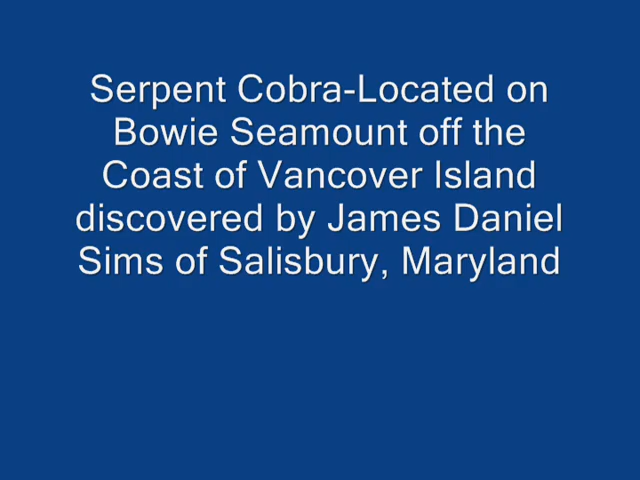 Serpent Cobra-Located on
Bowie Seamount off the
Coast of Vancover Island
discovered by James Daniel
Sims of Salisbury, Maryland